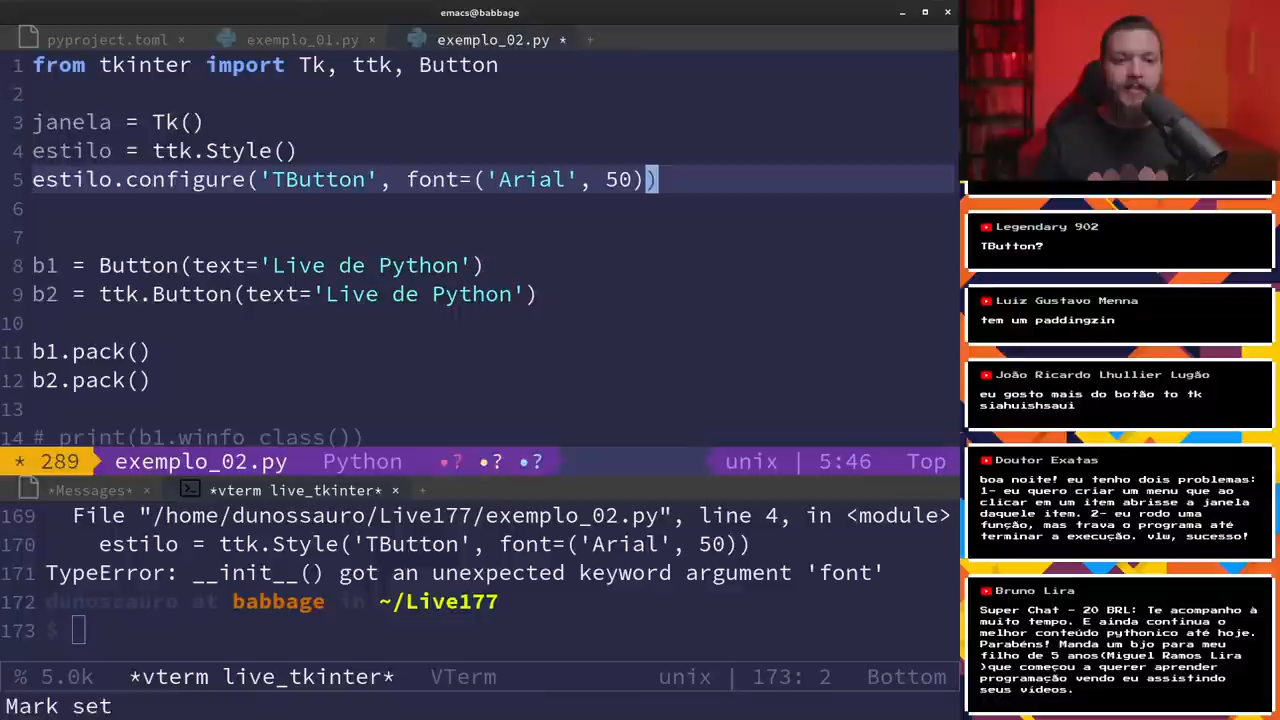 emacs@babbage
pyproject.toml × exemplo_01.py × exemplo_02.py * +
1 from tkinter import Tk, ttk, Button
2
3 janela = Tk()
4 estilo = ttk.Style()
5 estilo.configure('TButton', font=('Arial', 50))
6
7
8 b1 = Button(text='Live de Python')
9 b2 = ttk.Button(text='Live de Python')
10
11 b1.pack()
12 b2.pack()
13
14 # print(b1.winfo_class())
* 289 exemplo_02.py Python •? •? •? unix | 5:46 Top
*Messages* × *vterm live_tkinter* × +
169 File "/home/dunossauro/Live177/exemplo_02.py", line 4, in <module>
170 estilo = ttk.Style('TButton', font=('Arial', 50))
171 TypeError: __init__() got an unexpected keyword argument 'font'
172 dunossauro at babbage in ~/Live177
173 $
% 5.0k *vterm live_tkinter* VTerm unix | 173: 2 Bottom
Mark set
Legendary 902
TButton?
Luiz Gustavo Menna
tem um paddingzin
João Ricardo Lhullier Lugão
eu gosto mais do botão to tk
siahuishsaui
Doutor Exatas
boa noite! eu tenho dois problemas:
1- eu quero criar um menu que ao
clicar em um item abrisse a janela
daquele item. 2- eu rodo uma
função, mas trava o programa até
terminar a execução. vlw, sucesso!
Bruno Lira
Super Chat - 20 BRL: Te acompanho à
muito tempo. E ainda continua o
melhor conteúdo pythonico até hoje.
Parabéns! Manda um bjo para meu
filho de 5 anos(Miguel Ramos Lira
)que começou a querer aprender
programação vendo eu assistindo
seus vídeos.